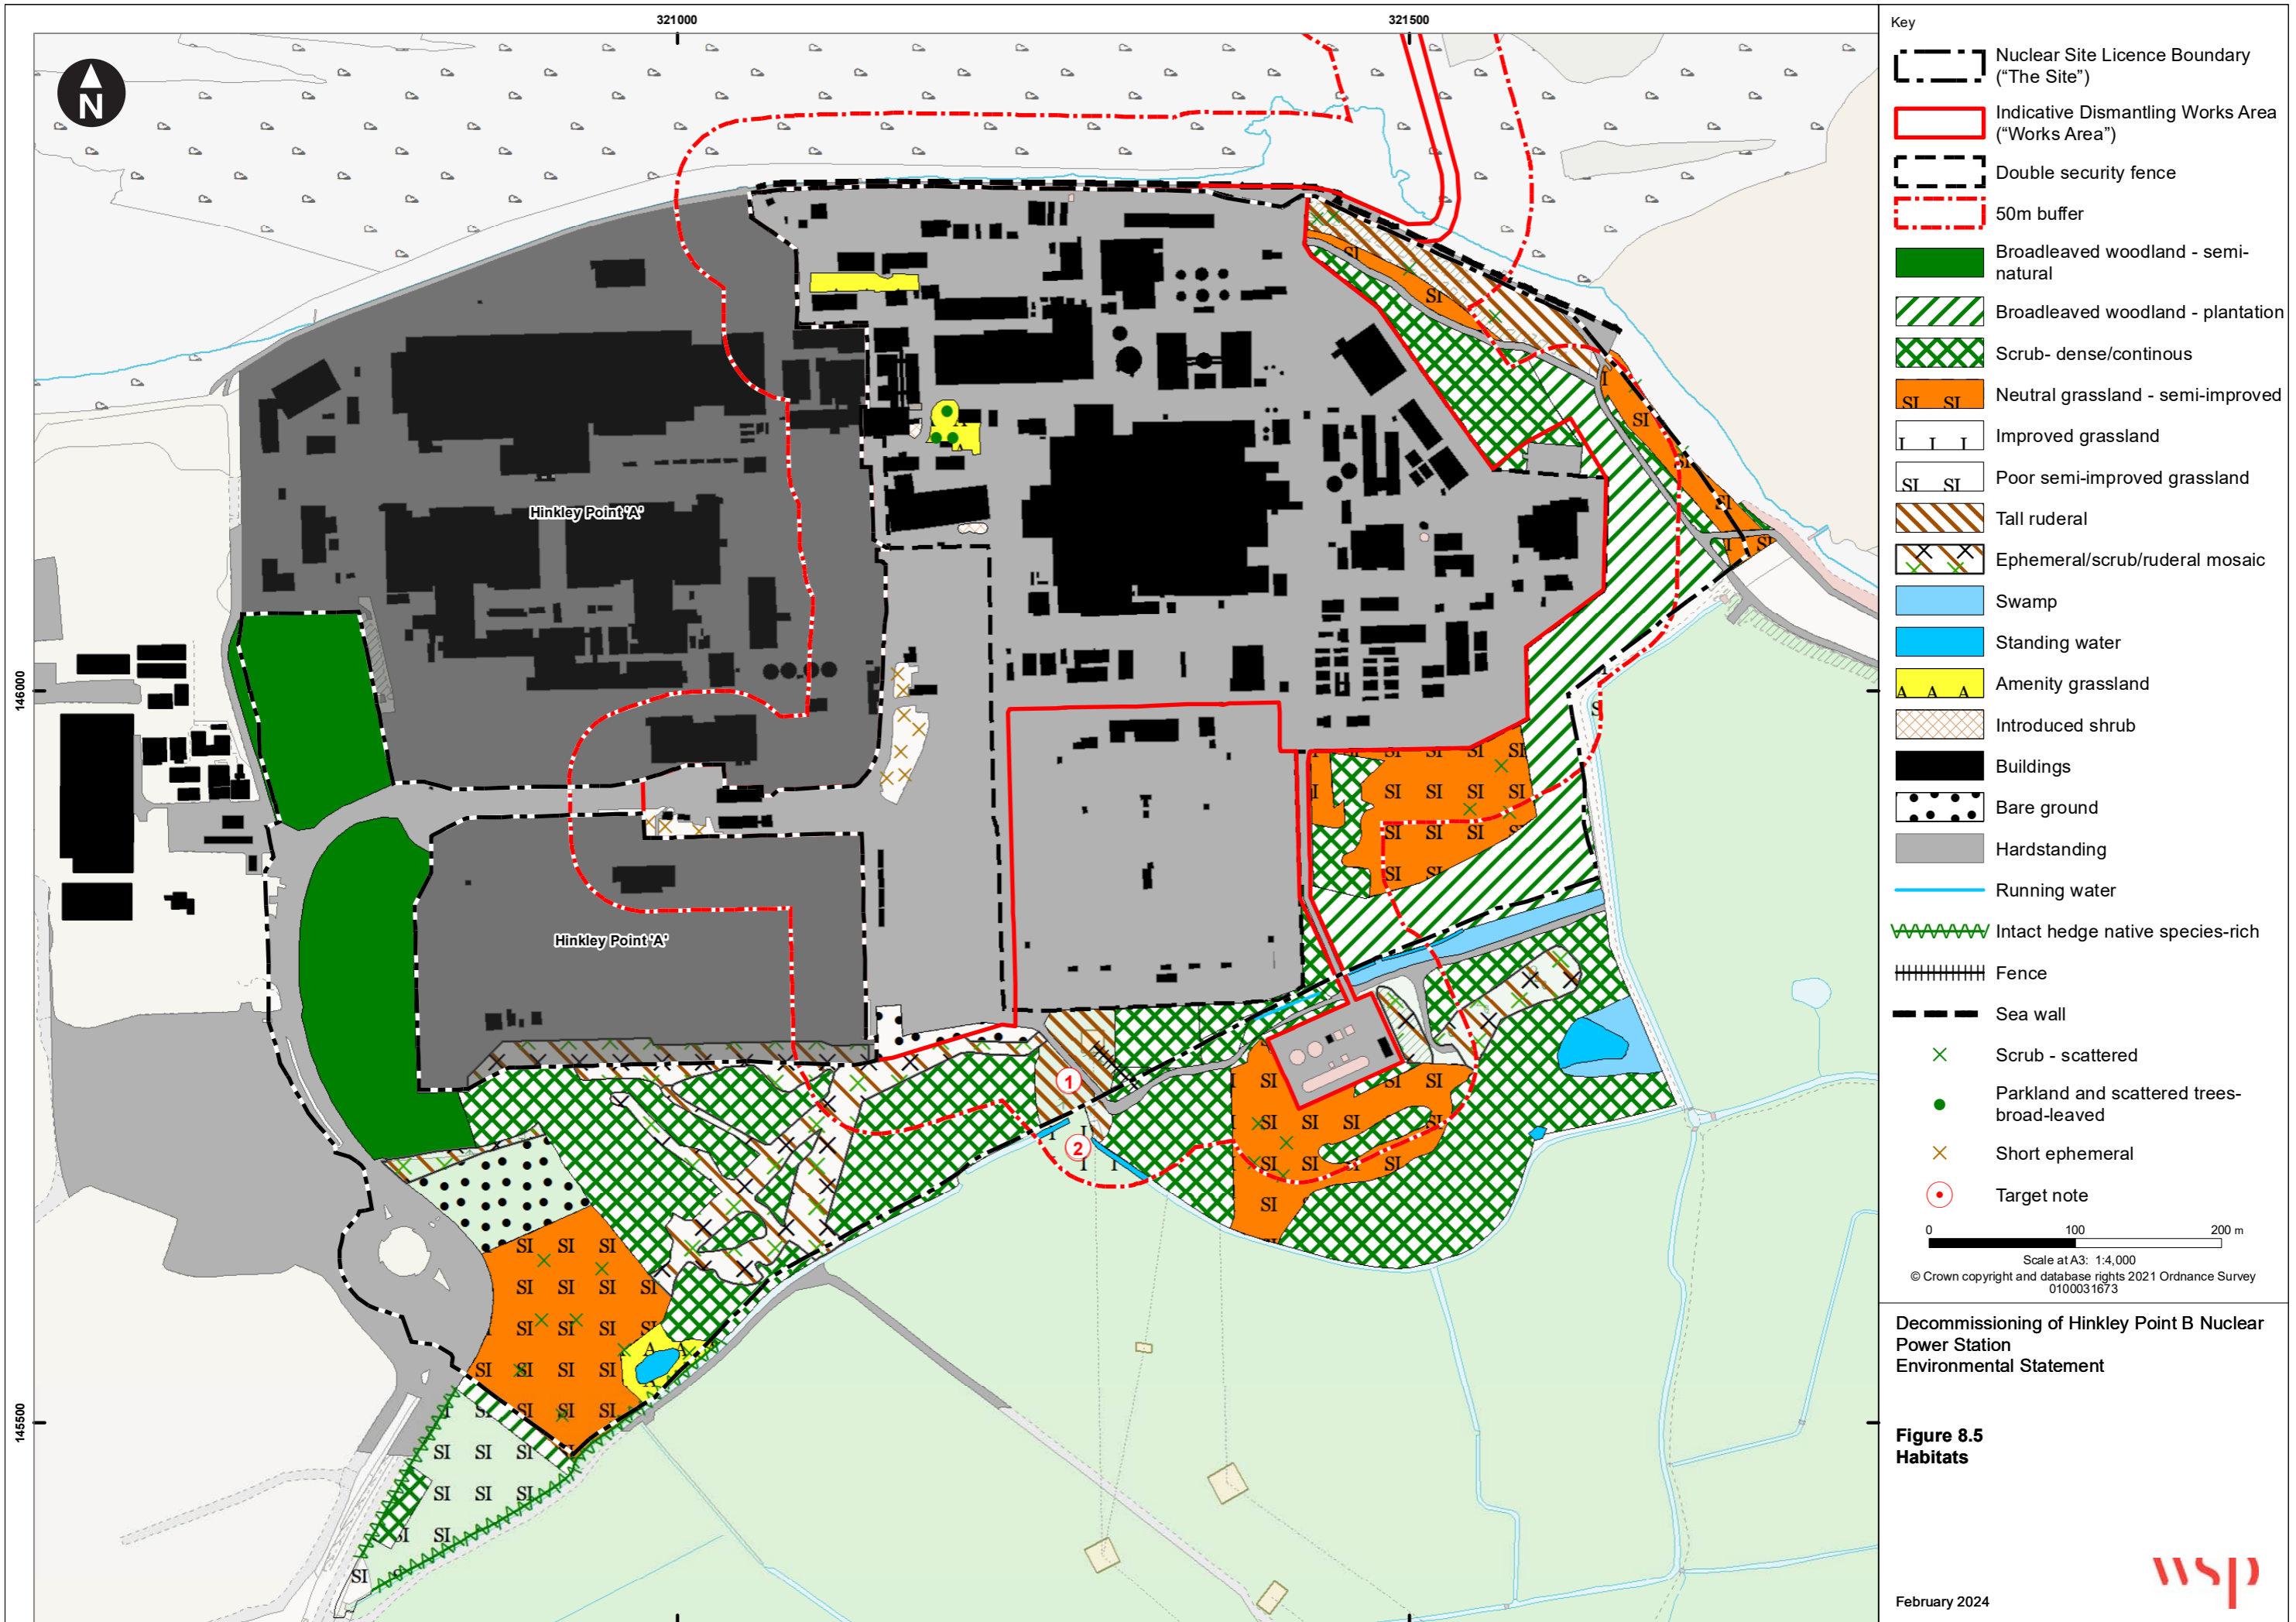 321000
321500
146000
145500
N
Hinkley Point 'A'
Hinkley Point 'A'
1
2
Key
Nuclear Site Licence Boundary
("The Site")
Indicative Dismantling Works Area
("Works Area")
Double security fence
50m buffer
Broadleaved woodland - semi-
natural
Broadleaved woodland - plantation
Scrub- dense/continous
SI SI Neutral grassland - semi-improved
I I I Improved grassland
SI SI Poor semi-improved grassland
Tall ruderal
Ephemeral/scrub/ruderal mosaic
Swamp
Standing water
A A A Amenity grassland
Introduced shrub
Buildings
Bare ground
Hardstanding
Running water
Intact hedge native species-rich
Fence
Sea wall
Scrub - scattered
Parkland and scattered trees-
broad-leaved
Short ephemeral
Target note
0 100 200 m
Scale at A3: 1:4,000
© Crown copyright and database rights 2021 Ordnance Survey
0100031673
Decommissioning of Hinkley Point B Nuclear
Power Station
Environmental Statement
Figure 8.5
Habitats
February 2024
wsp